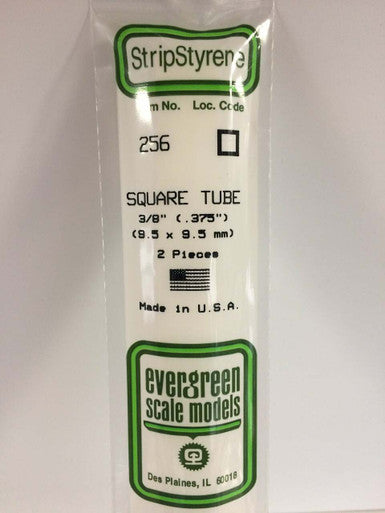 StripStyrene
m No. Loc. Code
256
SQUARE TUBE
3/8" (.375")
(9.5 x 9.5 mm)
2 Pieces
Made in U.S.A.
evergreen
scale models
Des Plaines, IL 60018